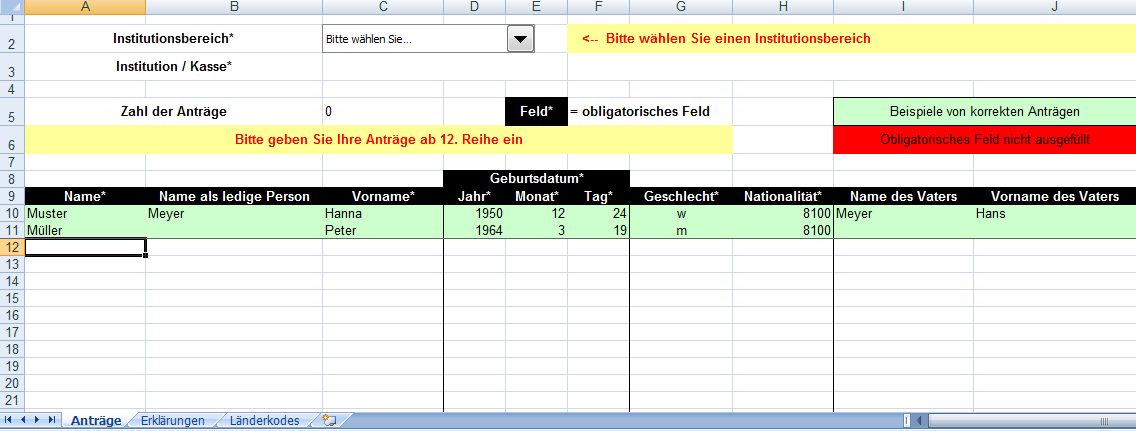 A B C D E F G H I J
1
2 Institutionsbereich* Bitte wählen Sie... <-- Bitte wählen Sie einen Institutionsbereich
3 Institution / Kasse*
4
5 Zahl der Anträge 0 Feld* = obligatorisches Feld Beispiele von korrekten Anträgen
6 Bitte geben Sie Ihre Anträge ab 12. Reihe ein Obligatorisches Feld nicht ausgefüllt
7
8 Geburtsdatum*
9 Name* Name als ledige Person Vorname* Jahr* Monat* Tag* Geschlecht* Nationalität* Name des Vaters Vorname des Vaters
10 Muster Meyer Hanna 1950 12 24 w 8100 Meyer Hans
11 Müller Peter 1964 3 19 m 8100
12
13
14
15
16
17
18
19
20
21
Anträge Erklärungen Länderkodes